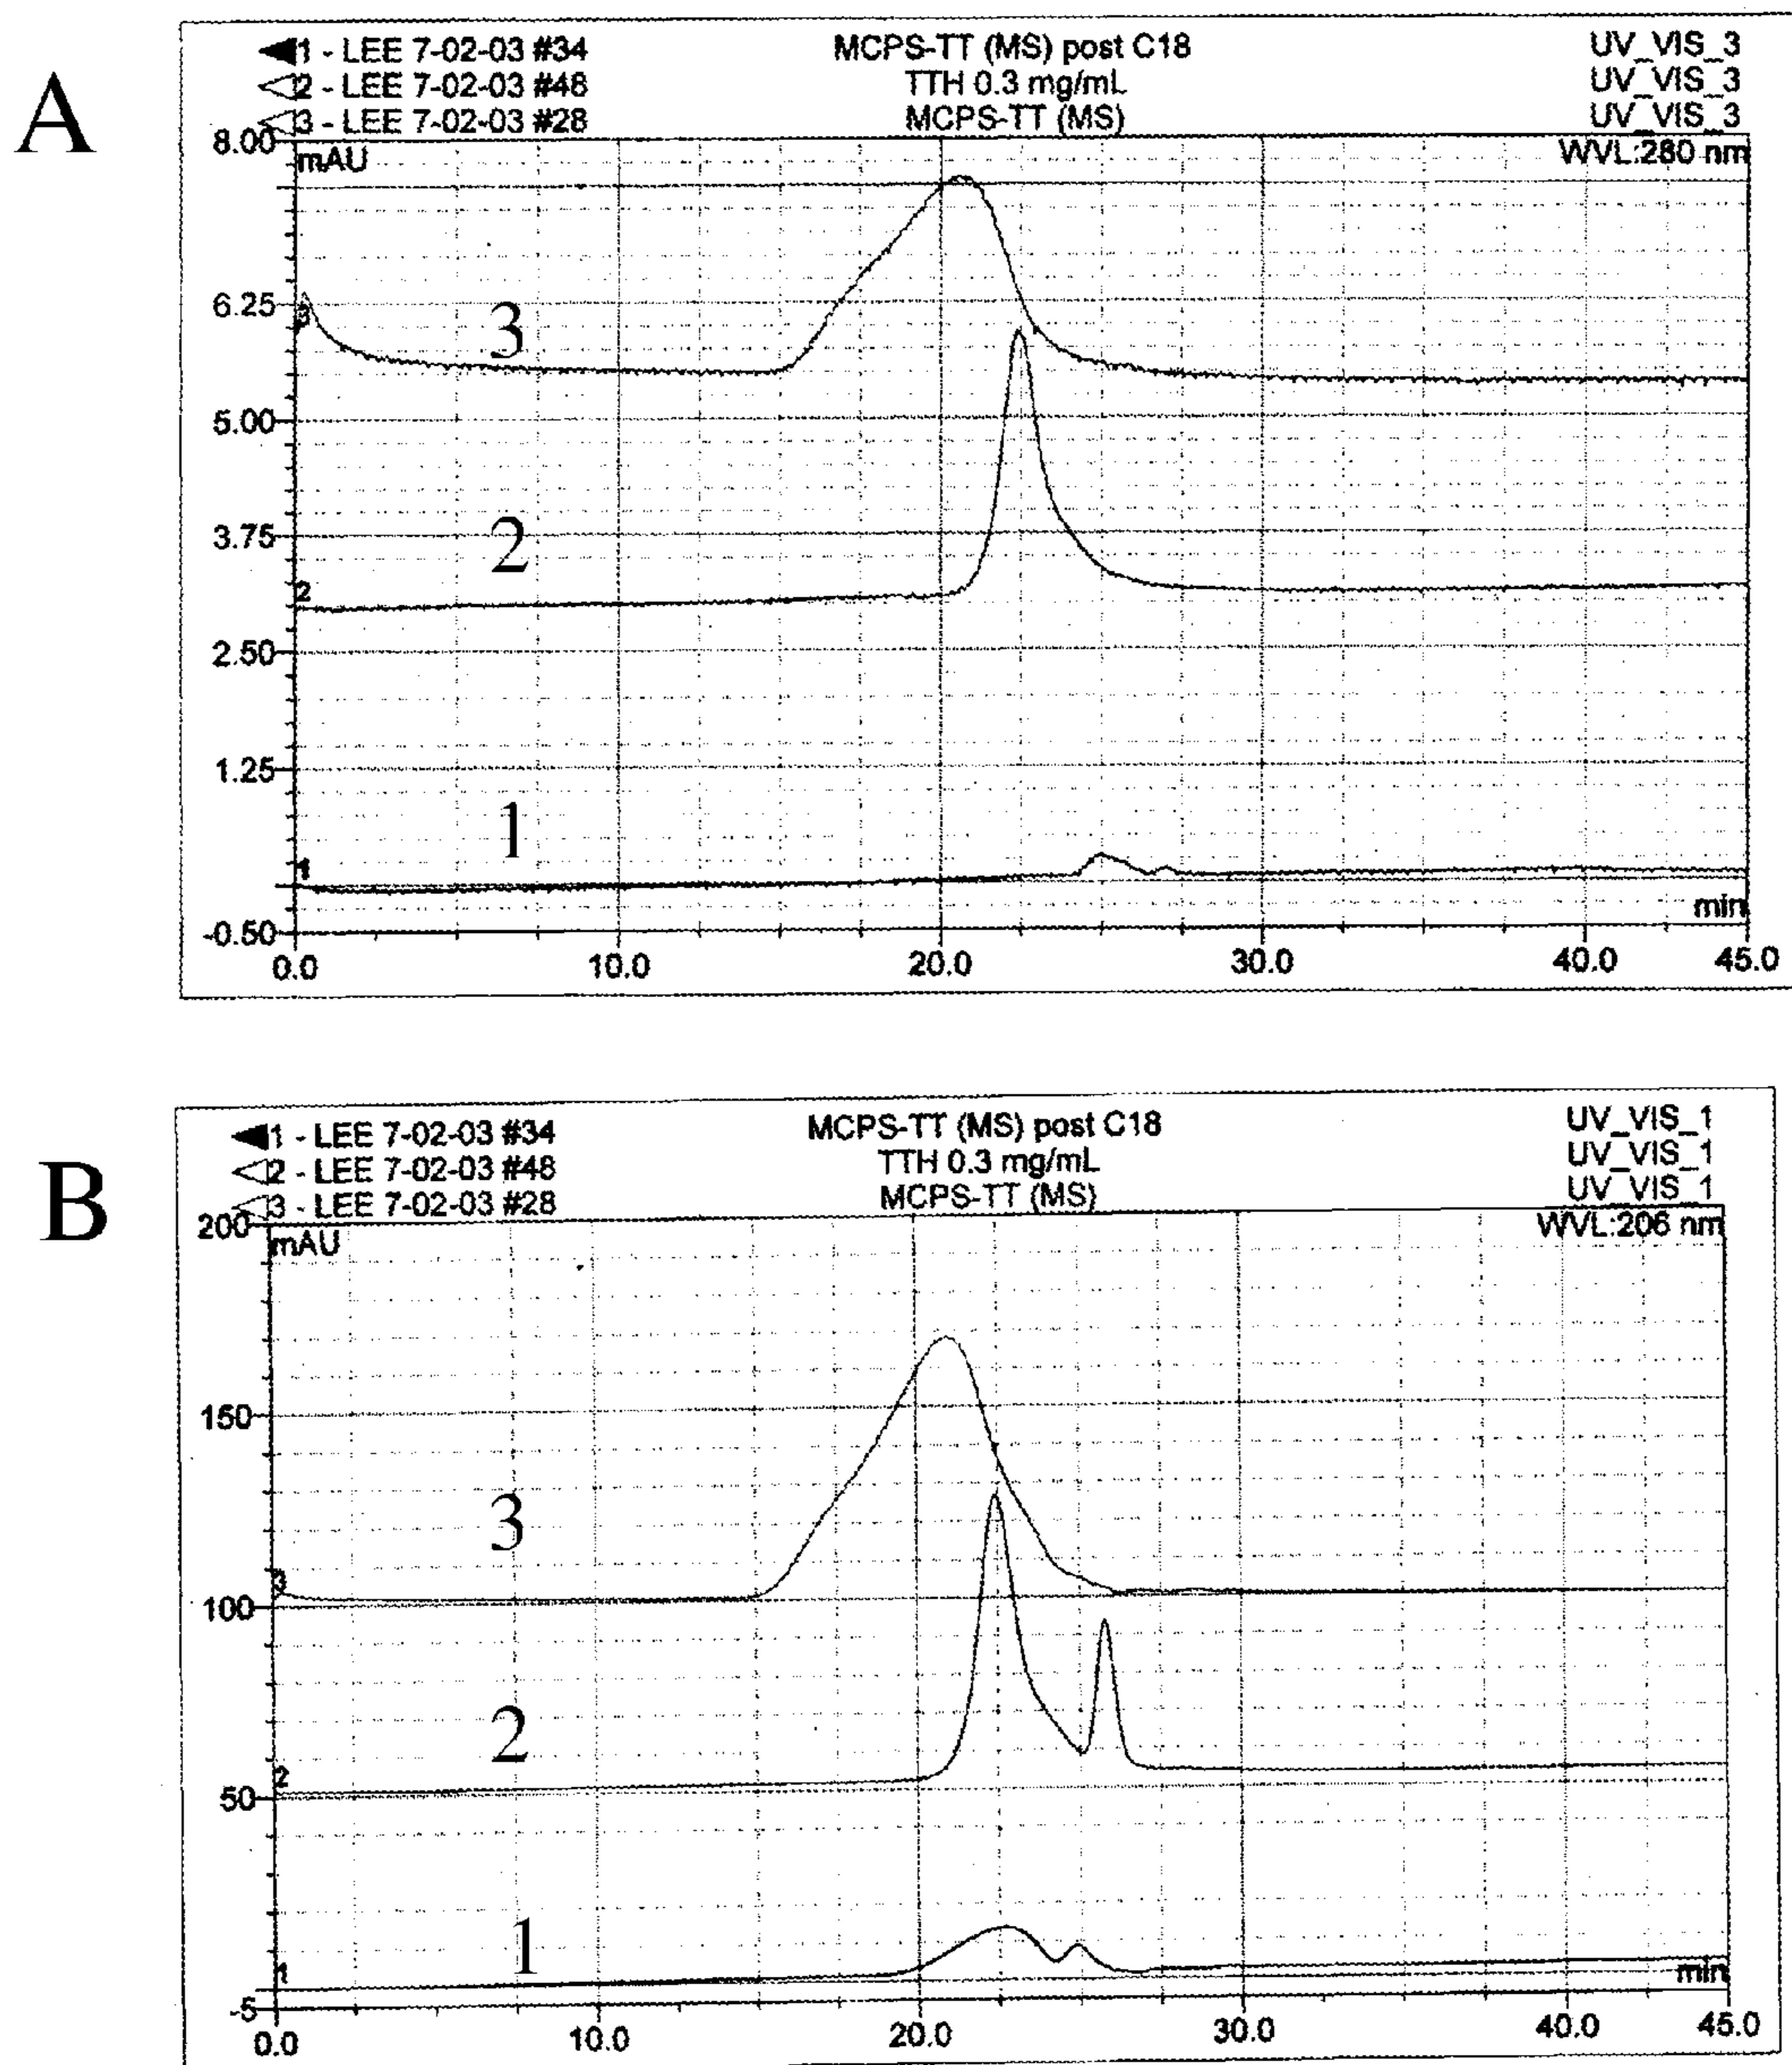 A
1 - LEE 7-02-03 #34 MCPS-TT (MS) post C18 UV_VIS_3
2 - LEE 7-02-03 #48 TTH 0.3 mg/mL UV_VIS_3
3 - LEE 7-02-03 #28 MCPS-TT (MS) UV_VIS_3
8.00 mAU WVL:280 nm
6.25 3 3
5.00
3.75 2
2
2.50
1.25
1
1
min
-0.50
0.0 10.0 20.0 30.0 40.0 45.0
B
1 - LEE 7-02-03 #34 MCPS-TT (MS) post C18 UV_VIS_1
2 - LEE 7-02-03 #48 TTH 0.3 mg/mL UV_VIS_1
3 - LEE 7-02-03 #28 MCPS-TT (MS) UV_VIS_1
200 mAU WVL:206 nm
150
3
3
100
2
2
50
1
1 min
-5
0.0 10.0 20.0 30.0 40.0 45.0